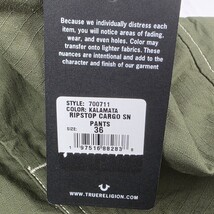 Because we individually distress each
item, you will notice areas of
fading, and even holes. Color may
transfer onto lighter fabrics. These
nuances are intentional and add to the
character and finish of our garment
STYLE: 700711
COLOR: KALAMATA
RIPSTOP CARGO SN
PANTS
SIZE: 36
WWW.TRUERELIGION.COM